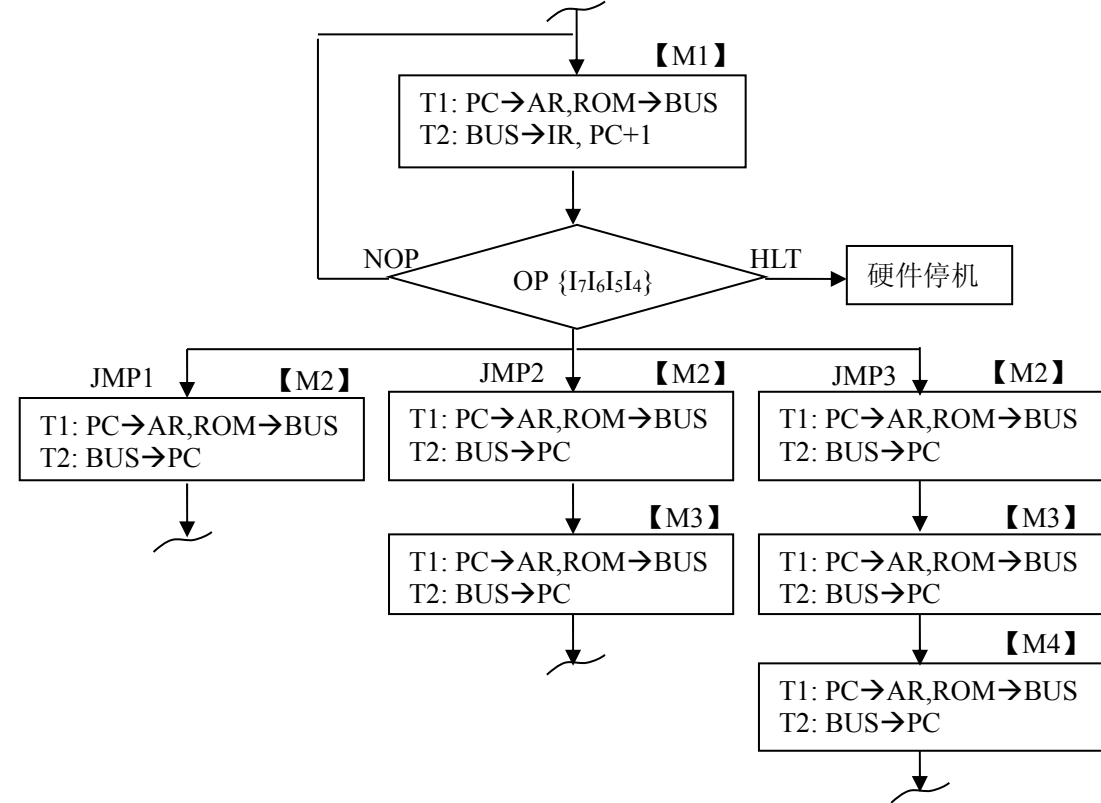 【M1】
T1: PC→AR,ROM→BUS
T2: BUS→IR, PC+1
NOP
OP {I₇I₆I₅I₄}
HLT
硬件停机
JMP1
【M2】
T1: PC→AR,ROM→BUS
T2: BUS→PC
JMP2
【M2】
T1: PC→AR,ROM→BUS
T2: BUS→PC
【M3】
T1: PC→AR,ROM→BUS
T2: BUS→PC
JMP3
【M2】
T1: PC→AR,ROM→BUS
T2: BUS→PC
【M3】
T1: PC→AR,ROM→BUS
T2: BUS→PC
【M4】
T1: PC→AR,ROM→BUS
T2: BUS→PC